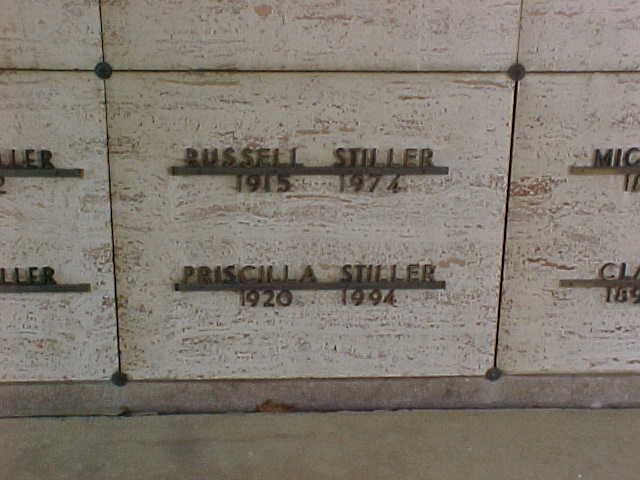 RUSSELL STILLER
1915 1974
PRISCILLA STILLER
1920 1994